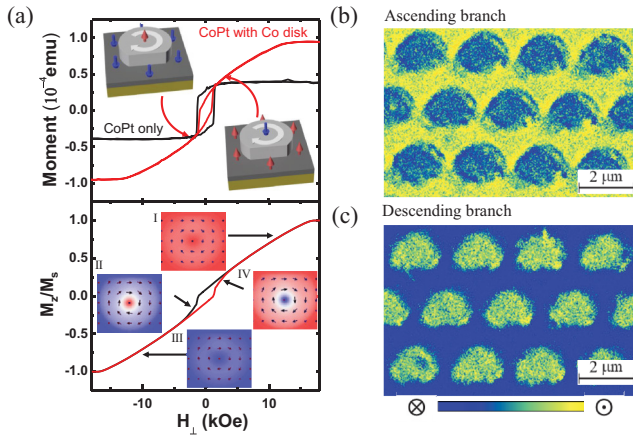 (a)
CoPt with Co disk
CoPt only
Moment (10⁻⁴ emu)
1.0
0.5
0.0
-0.5
-1.0
I
II
III
IV
M_Z/M_S
1.0
0.5
0.0
-0.5
-1.0
-10 0 10
H_⊥ (kOe)
(b)
Ascending branch
2 μm
(c)
Descending branch
2 μm
⊗ ⊙